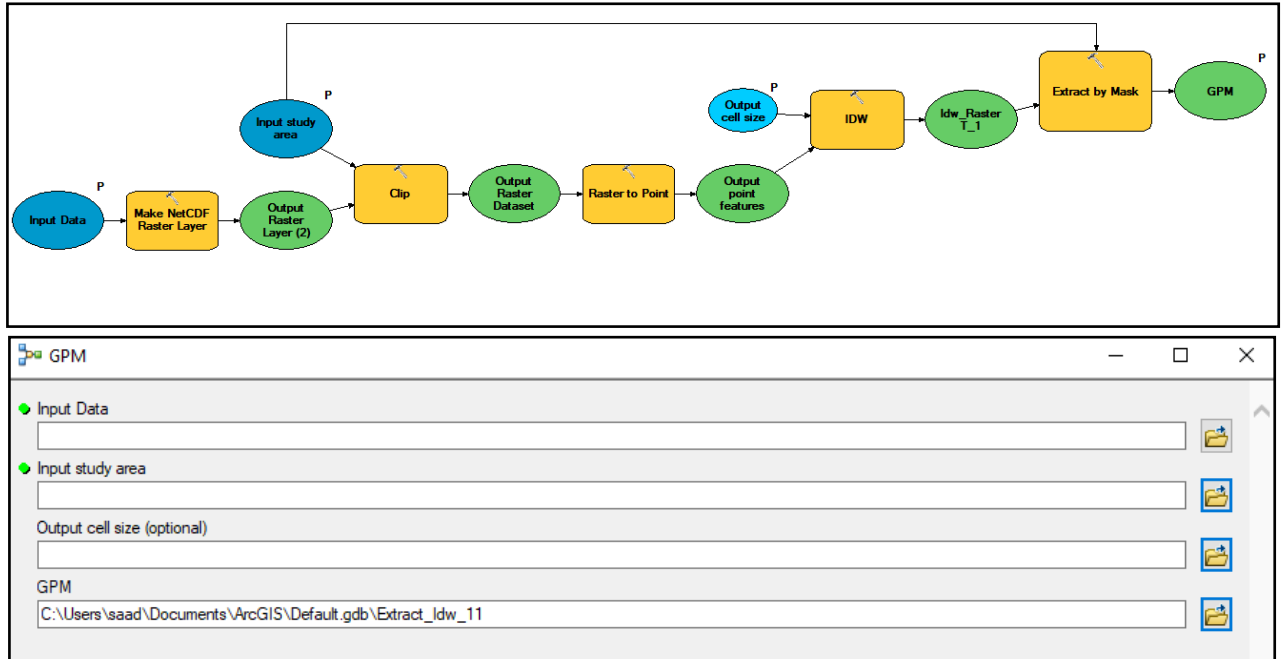 P
Input study
area
P
Input Data
Make NetCDF
Raster Layer
Output
Raster
Layer (2)
Clip
Output
Raster
Dataset
Raster to Point
Output
point
features
P
Output
cell size
IDW
Idw_Raster
T_1
Extract by Mask
P
GPM
GPM
Input Data
Input study area
Output cell size (optional)
GPM
C:\Users\saad\Documents\ArcGIS\Default.gdb\Extract_Idw_11